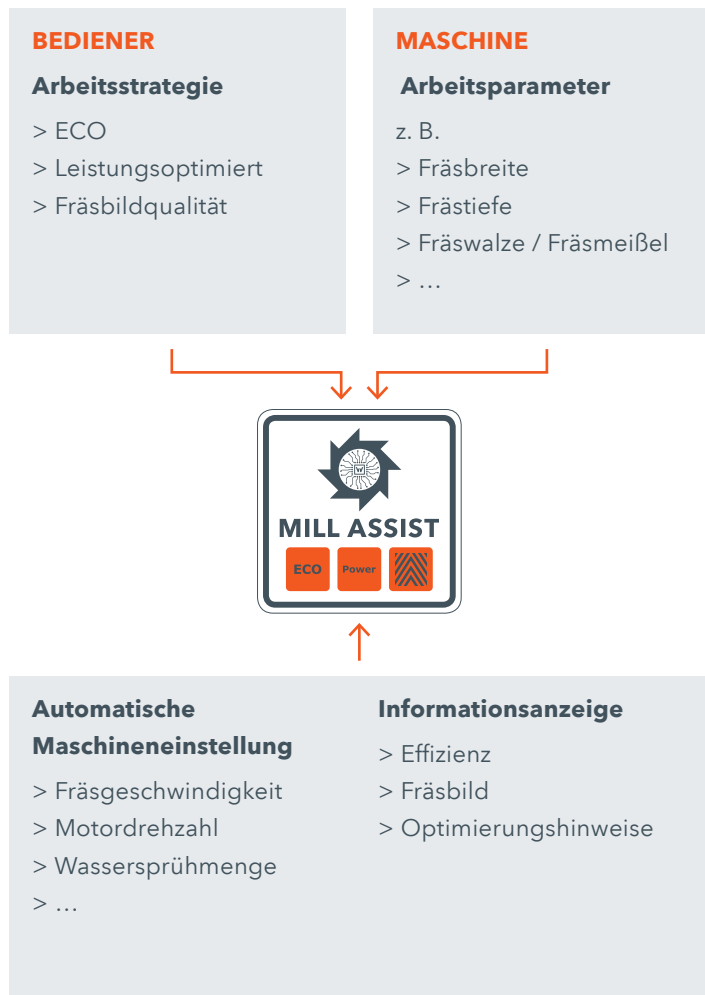 BEDIENER
Arbeitsstrategie
> ECO
> Leistungsoptimiert
> Fräsbildqualität
MASCHINE
Arbeitsparameter
z. B.
> Fräsbreite
> Frästiefe
> Fräswalze / Fräsmeißel
> …
MILL ASSIST
ECO
Power
Automatische
Maschineneinstellung
> Fräsgeschwindigkeit
> Motordrehzahl
> Wassersprühmenge
> …
Informationsanzeige
> Effizienz
> Fräsbild
> Optimierungshinweise